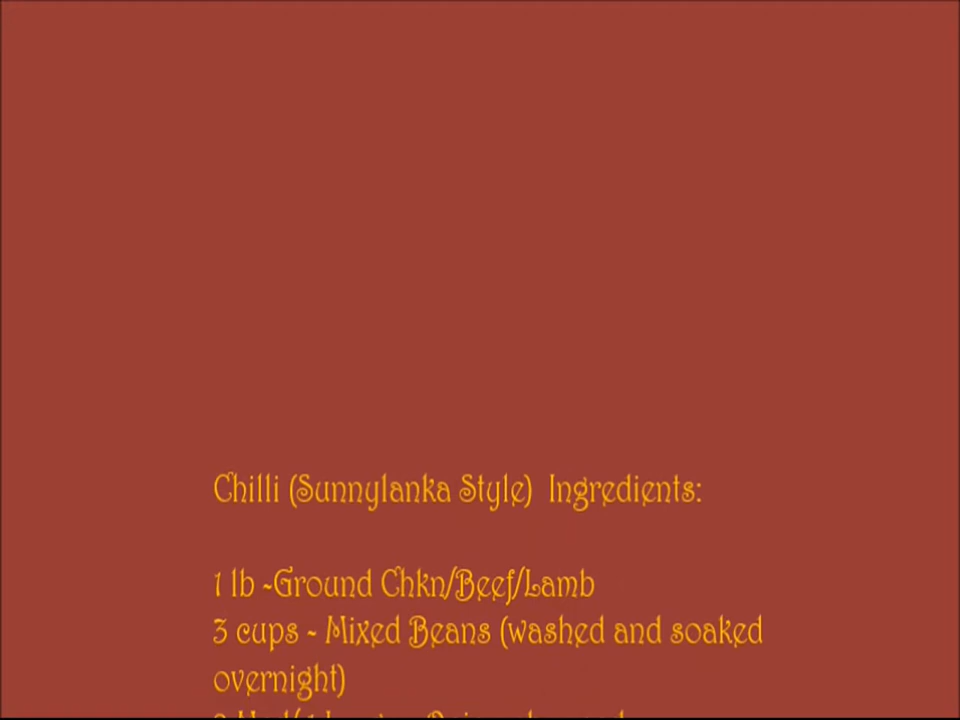 Chilli (Sunnylanka Style)  Ingredients:
1 lb -Ground Chkn/Beef/Lamb
3 cups - Mixed Beans (washed and soaked
overnight)